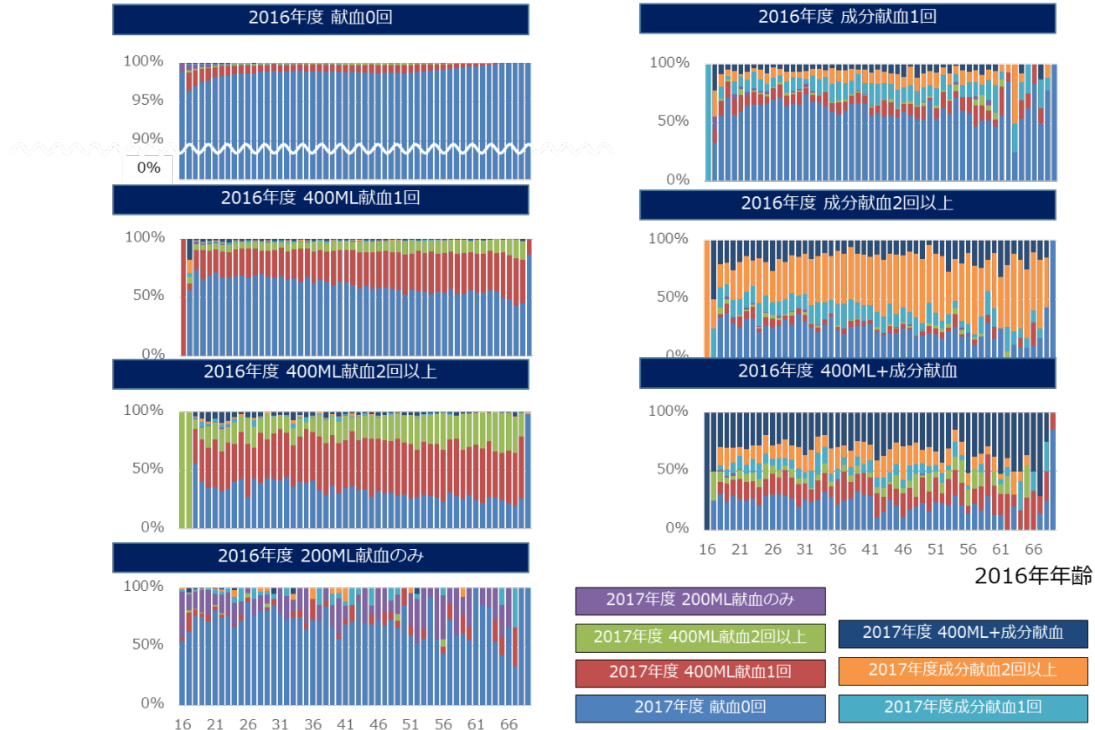 2016年度 献血0回
100%
95%
90%
0%
2016年度 400ML献血1回
100%
50%
0%
2016年度 400ML献血2回以上
100%
50%
0%
2016年度 200ML献血のみ
100%
50%
0%
16 21 26 31 36 41 46 51 56 61 66
2016年度 成分献血1回
100%
50%
0%
2016年度 成分献血2回以上
100%
50%
0%
2016年度 400ML+成分献血
100%
50%
0%
16 21 26 31 36 41 46 51 56 61 66
2016年年齢
2017年度 200ML献血のみ
2017年度 400ML献血2回以上
2017年度 400ML献血1回
2017年度 献血0回
2017年度 400ML+成分献血
2017年度成分献血2回以上
2017年度成分献血1回